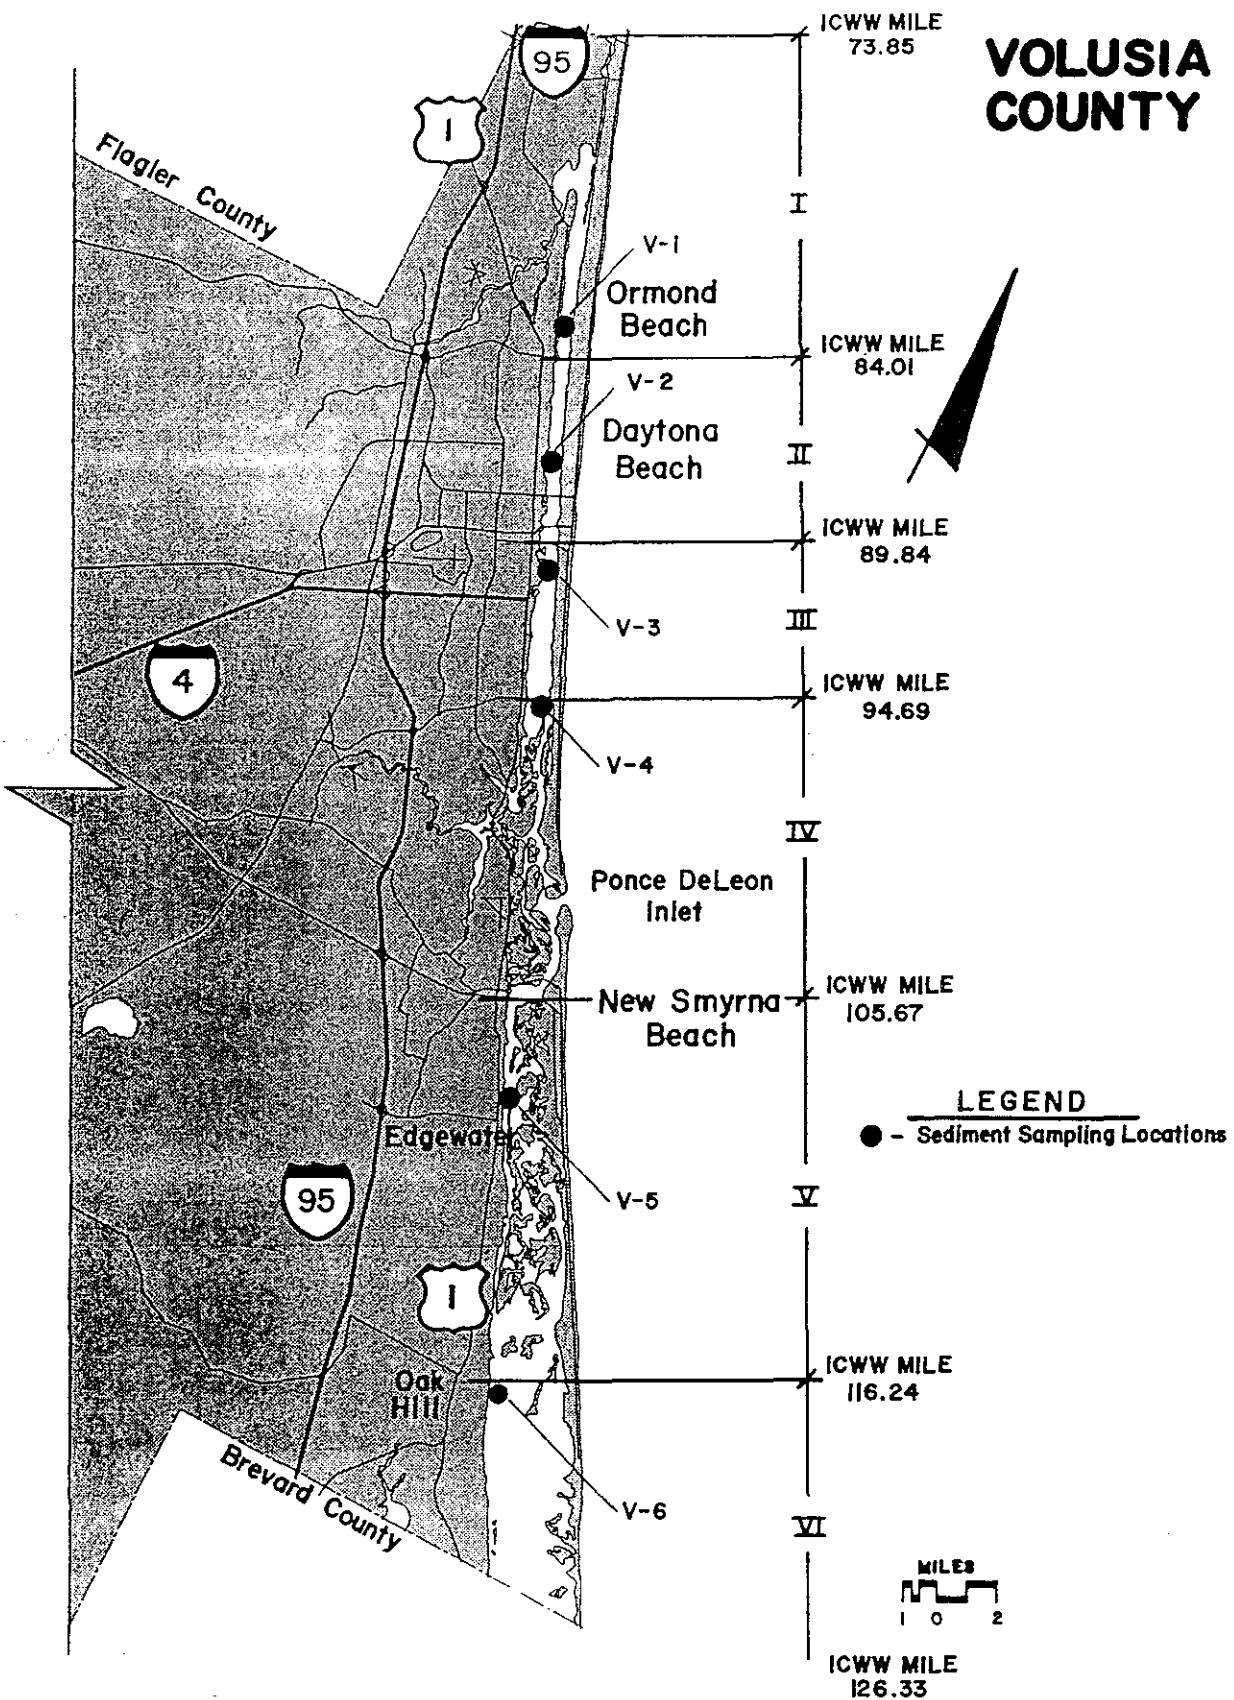 ICWW MILE
73.85
VOLUSIA
COUNTY
95
1
Flagler County
I
V-1
Ormond
Beach
ICWW MILE
84.01
V-2
Daytona
Beach
II
ICWW MILE
89.84
V-3
III
4
ICWW MILE
94.69
V-4
IV
Ponce DeLeon
Inlet
New Smyrna
Beach
ICWW MILE
105.67
LEGEND
- Sediment Sampling Locations
Edgewater
95
V-5
V
1
Oak
Hill
ICWW MILE
116.24
Brevard County
V-6
VI
MILES
1 0 2
ICWW MILE
126.33